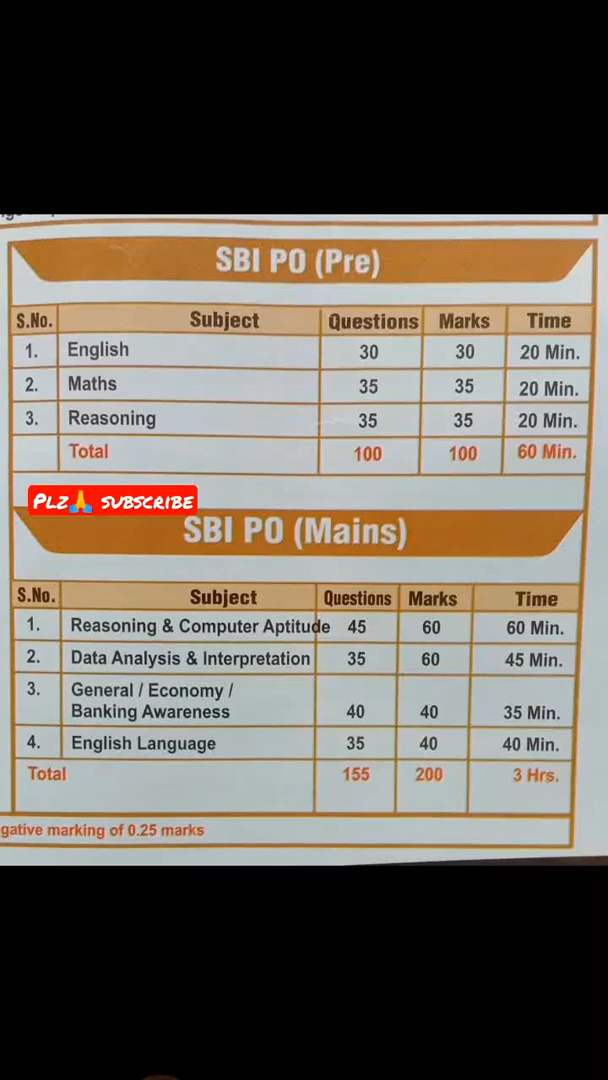 SBI PO (Pre)
S.No. Subject Questions Marks Time
1. English 30 30 20 Min.
2. Maths 35 35 20 Min.
3. Reasoning 35 35 20 Min.
Total 100 100 60 Min.
PLZ🙏 SUBSCRIBE
SBI PO (Mains)
S.No. Subject Questions Marks Time
1. Reasoning & Computer Aptitude 45 60 60 Min.
2. Data Analysis & Interpretation 35 60 45 Min.
3. General / Economy /
Banking Awareness 40 40 35 Min.
4. English Language 35 40 40 Min.
Total 155 200 3 Hrs.
gative marking of 0.25 marks